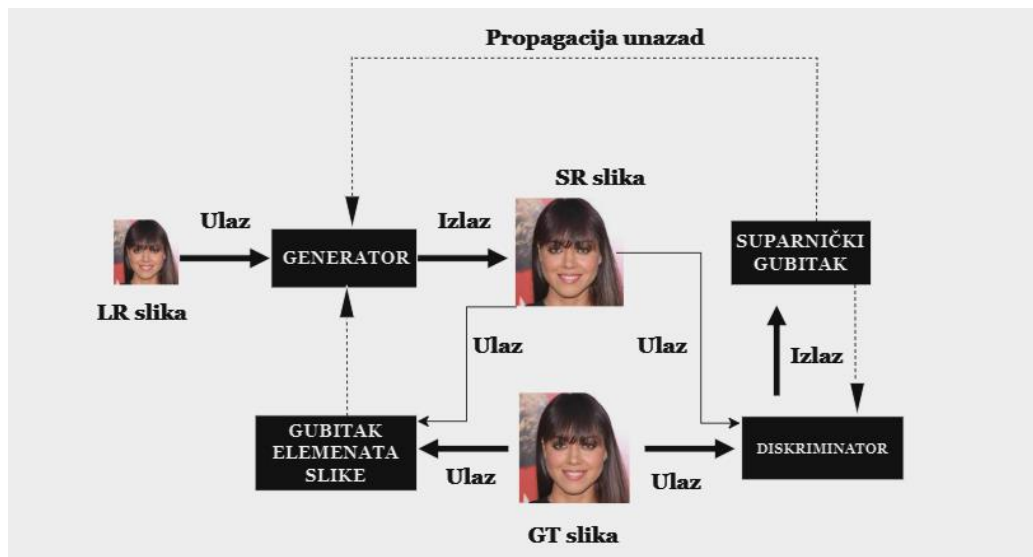 Propagacija unazad
SR slika
Ulaz
Izlaz
GENERATOR
SUPARNIČKI
GUBITAK
LR slika
Ulaz
Ulaz
Izlaz
GUBITAK
ELEMENATA
SLIKE
DISKRIMINATOR
Ulaz
Ulaz
GT slika